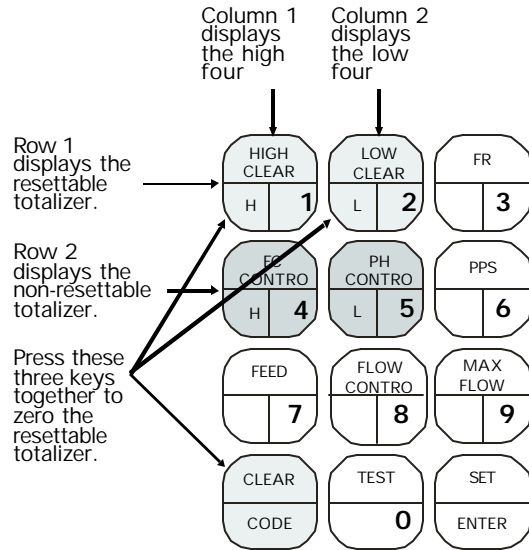 Column 1
displays
the high
four
Column 2
displays
the low
four
Row 1
displays the
resettable
totalizer.
Row 2
displays the
non-resettable
totalizer.
Press these
three keys
together to
zero the
resettable
totalizer.
HIGH
CLEAR
H 1
LOW
CLEAR
L 2
FR
3
EC
CONTRO
H 4
PH
CONTRO
L 5
PPS
6
FEED
7
FLOW
CONTRO
8
MAX
FLOW
9
CLEAR
CODE
TEST
0
SET
ENTER